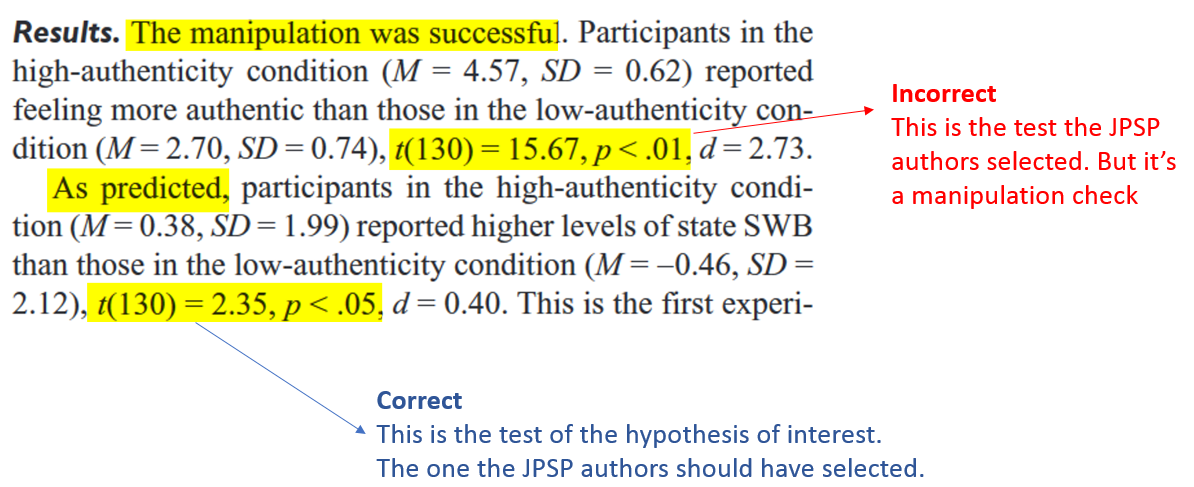 Results. The manipulation was successful. Participants in the
high-authenticity condition (M = 4.57, SD = 0.62) reported
feeling more authentic than those in the low-authenticity con-
dition (M = 2.70, SD = 0.74), t(130) = 15.67, p < .01, d = 2.73.
As predicted, participants in the high-authenticity condi-
tion (M = 0.38, SD = 1.99) reported higher levels of state SWB
than those in the low-authenticity condition (M = –0.46, SD =
2.12), t(130) = 2.35, p < .05, d = 0.40. This is the first experi-
Incorrect
This is the test the JPSP
authors selected. But it’s
a manipulation check
Correct
This is the test of the hypothesis of interest.
The one the JPSP authors should have selected.